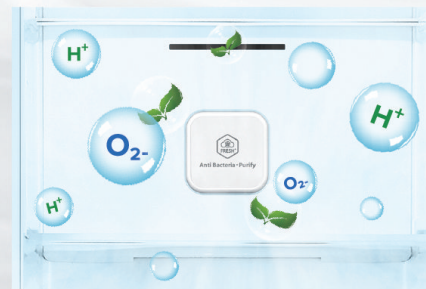 H+
H+
O2-
FRESH
Anti Bacteria·Purify
O2-
H+